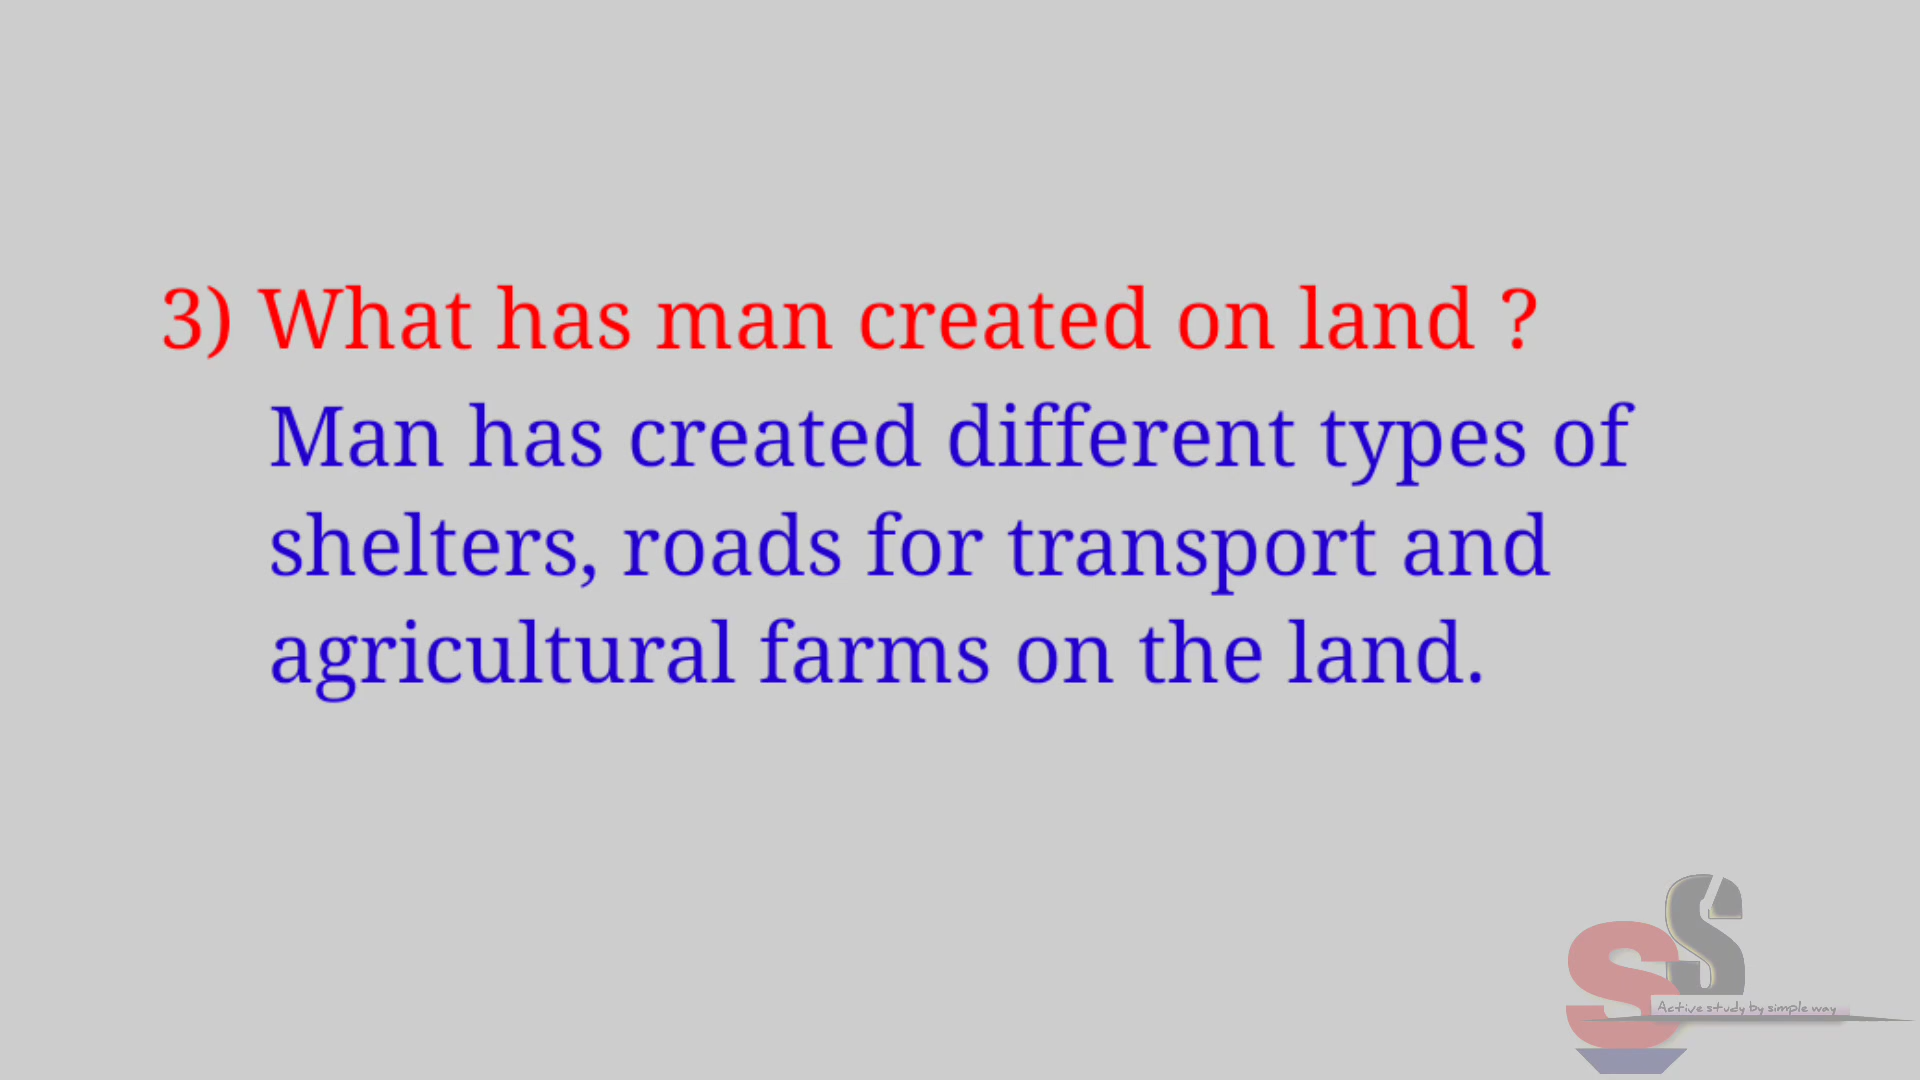 3) What has man created on land ?
Man has created different types of
shelters, roads for transport and
agricultural farms on the land.
SS
Active study by simple way